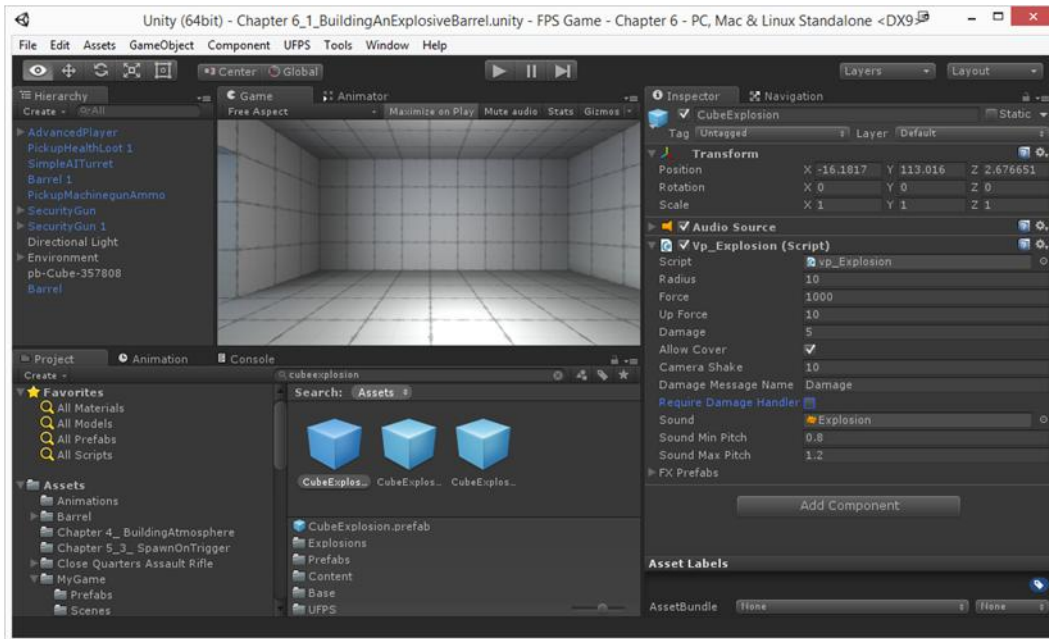 Unity (64bit) - Chapter 6_1_BuildingAnExplosiveBarrel.unity - FPS Game - Chapter 6 - PC, Mac & Linux Standalone <DX9>
File Edit Assets GameObject Component UFPS Tools Window Help
Center Global Layers Layout
Hierarchy
Create All
AdvancedPlayer
PickupHealthLoot 1
SimpleAITurret
Barrel 1
PickupMachinegunAmmo
SecurityGun
SecurityGun 1
Directional Light
Environment
pb-Cube-357808
Barrel
Game Animator
Free Aspect Maximize on Play Mute audio Stats Gizmos
Project Animation Console
Create cubeexplosion
Favorites
All Materials
All Models
All Prefabs
All Scripts
Assets
Animations
Barrel
Chapter 4_ BuildingAtmosphere
Chapter 5_3_ SpawnOnTrigger
Close Quarters Assault Rifle
MyGame
Prefabs
Scenes
Search: Assets
CubeExplos... CubeExplos... CubeExplos...
CubeExplosion.prefab
Explosions
Prefabs
Content
Base
UFPS
Inspector Navigation
CubeExplosion Static
Tag Untagged Layer Default
Transform
Position X -16.1817 Y 113.016 Z 2.676651
Rotation X 0 Y 0 Z 0
Scale X 1 Y 1 Z 1
Audio Source
Vp_Explosion (Script)
Script vp_Explosion
Radius 10
Force 1000
Up Force 10
Damage 5
Allow Cover
Camera Shake 10
Damage Message Name Damage
Require Damage Handler
Sound Explosion
Sound Min Pitch 0.8
Sound Max Pitch 1.2
FX Prefabs
Add Component
Asset Labels
AssetBundle None None